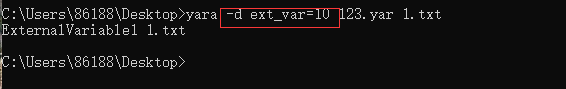 C:\Users\86188\Desktop>yara -d ext_var=10 123.yar 1.txt
ExternalVariable1 1.txt
C:\Users\86188\Desktop>